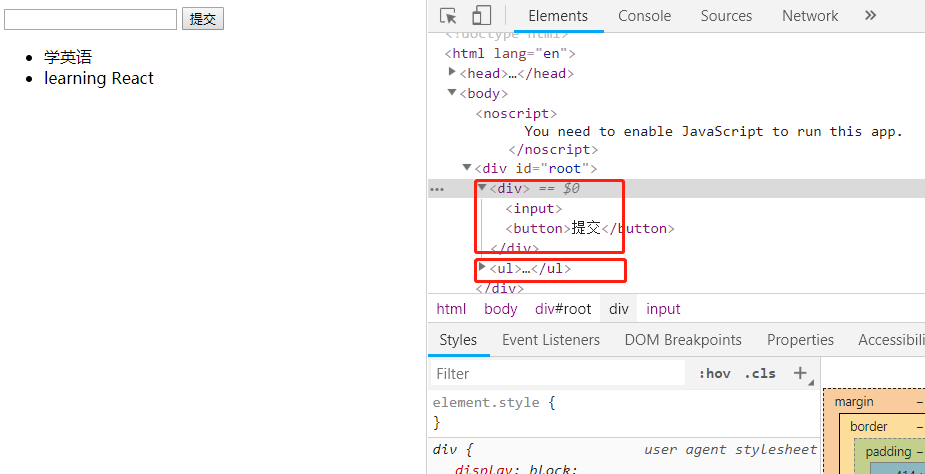 提交
学英语
learning React
Elements Console Sources Network
<!doctype html>
<html lang="en">
<head>…</head>
<body>
<noscript>
You need to enable JavaScript to run this app.
</noscript>
<div id="root">
<div> == $0
<input>
<button>提交</button>
</div>
<ul>…</ul>
</div>
html body div#root div input
Styles Event Listeners DOM Breakpoints Properties Accessibili
Filter :hov .cls
element.style {
}
div { user agent stylesheet
display: block;
margin –
border –
padding –